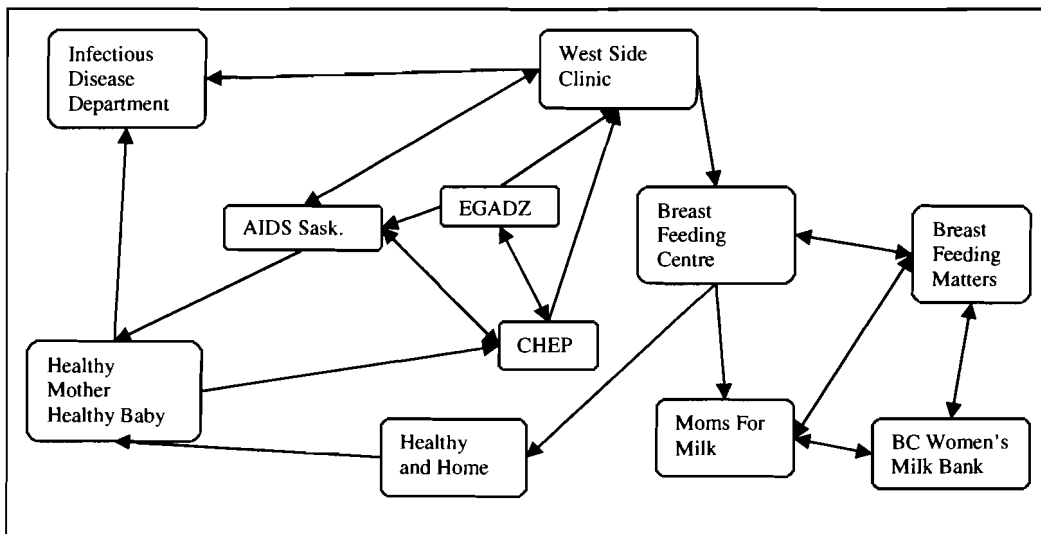 Infectious
Disease
Department
West Side
Clinic
AIDS Sask.
EGADZ
Breast
Feeding
Centre
Breast
Feeding
Matters
CHEP
Healthy
Mother
Healthy Baby
Healthy
and Home
Moms For
Milk
BC Women's
Milk Bank